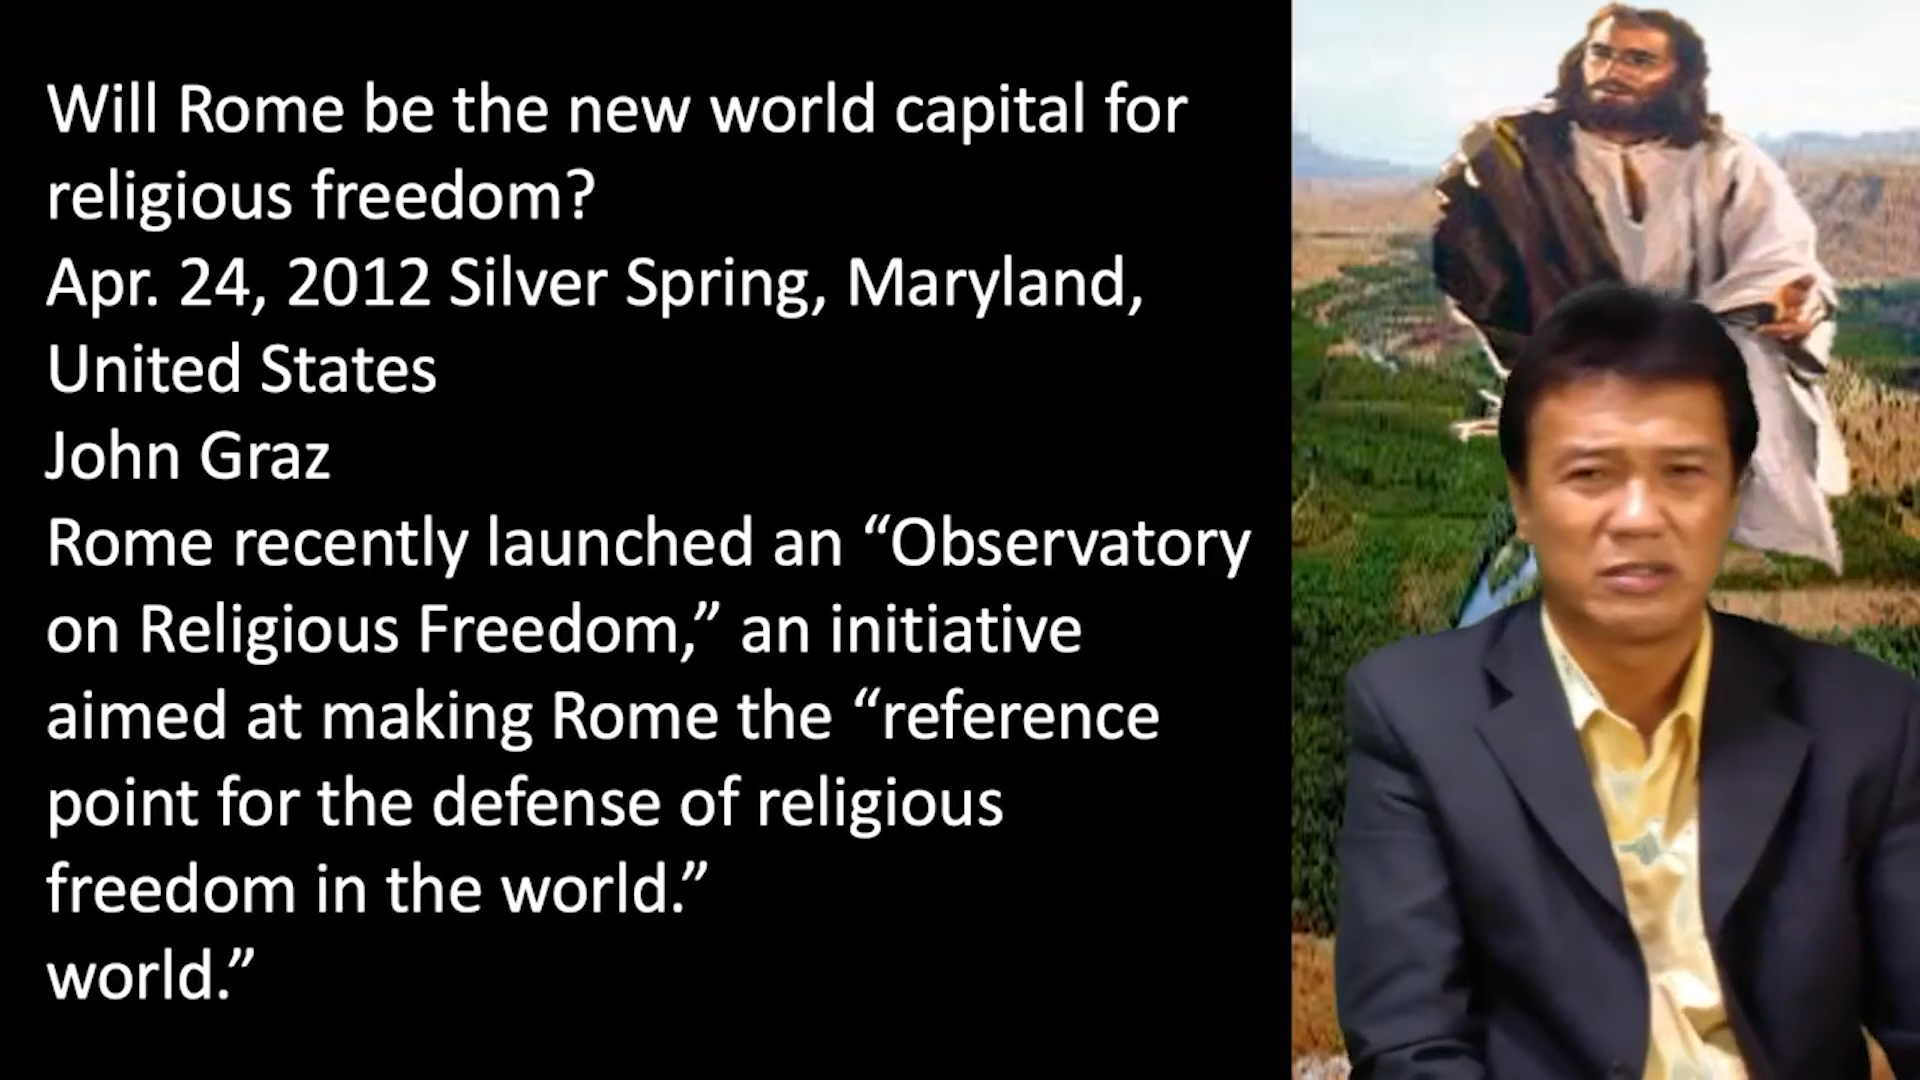 Will Rome be the new world capital for
religious freedom?
Apr. 24, 2012 Silver Spring, Maryland,
United States
John Graz
Rome recently launched an “Observatory
on Religious Freedom,” an initiative
aimed at making Rome the “reference
point for the defense of religious
freedom in the world.”
world.”